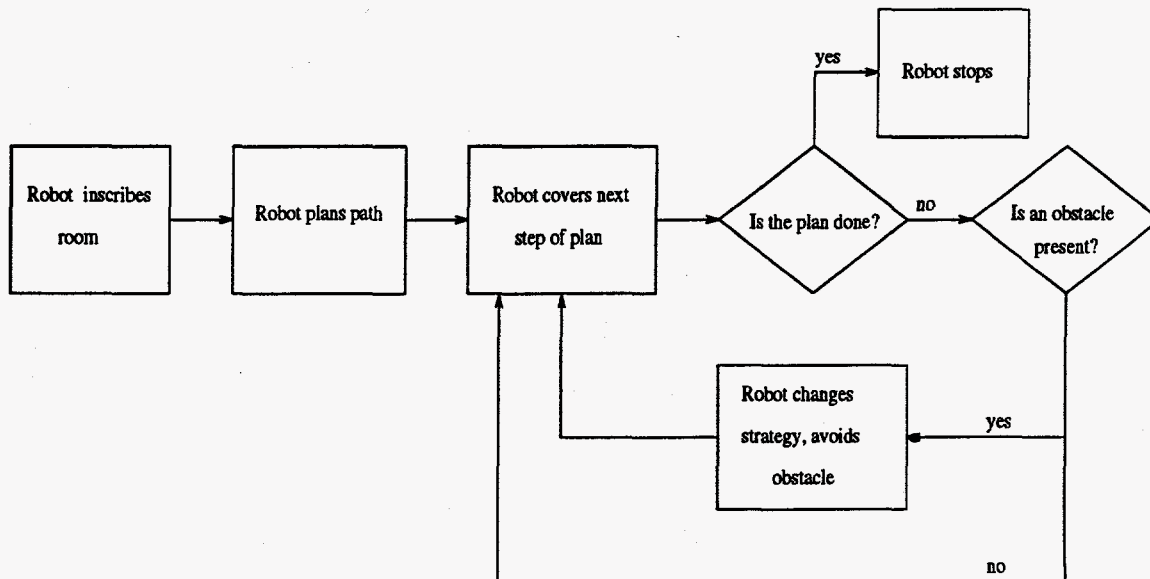 yes
Robot stops
Robot inscribes
room
Robot plans path
Robot covers next
step of plan
Is the plan done?
no
Is an obstacle
present?
Robot changes
strategy, avoids
obstacle
yes
no